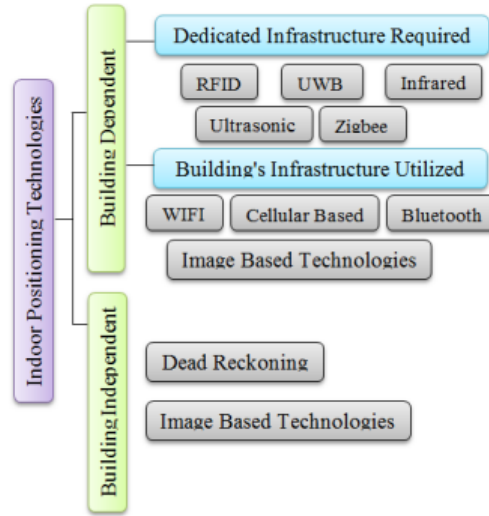 Indoor Positioning Technologies
Building Dependent
Dedicated Infrastructure Required
RFID
UWB
Infrared
Ultrasonic
Zigbee
Building's Infrastructure Utilized
WIFI
Cellular Based
Bluetooth
Image Based Technologies
Building Independent
Dead Reckoning
Image Based Technologies